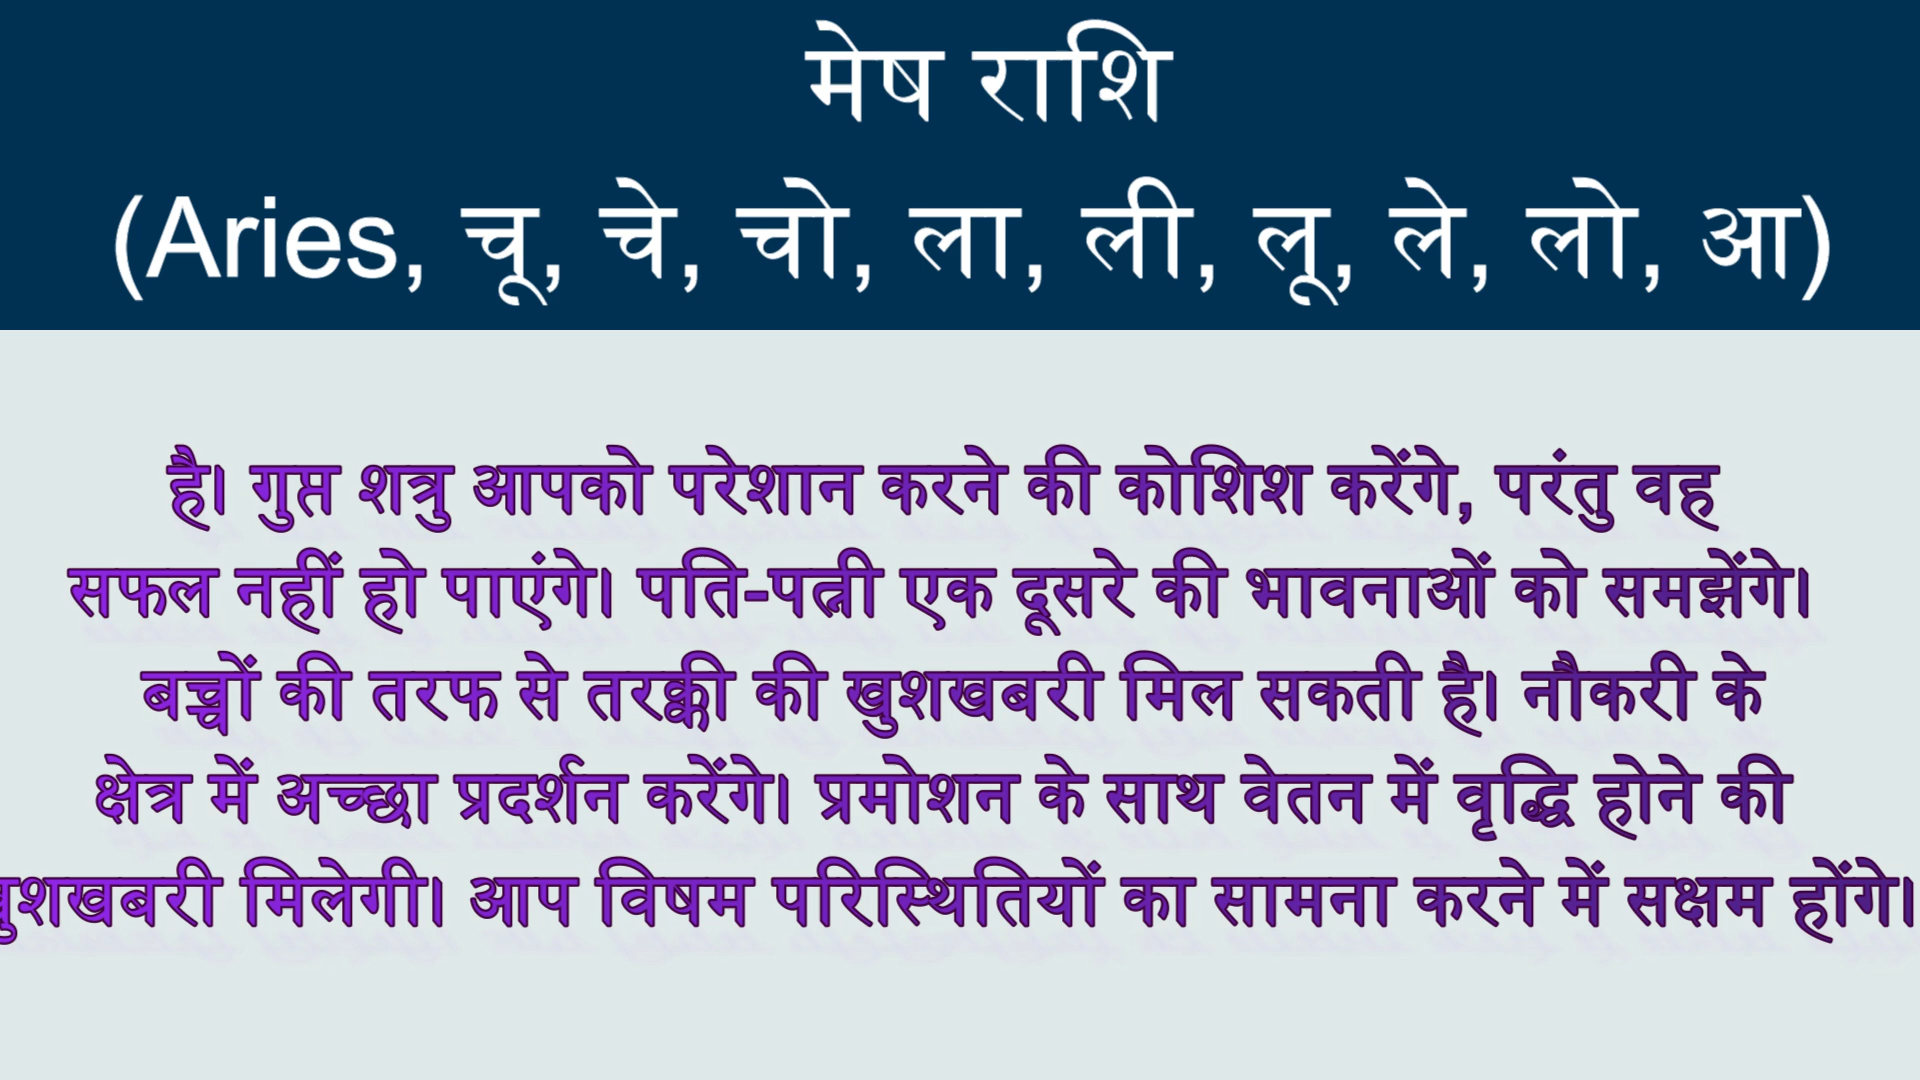 मेष राशि
(Aries, चू, चे, चो, ला, ली, लू, ले, लो, आ)
है। गुप्त शत्रु आपको परेशान करने की कोशिश करेंगे, परंतु वह
सफल नहीं हो पाएंगे। पति-पत्नी एक दूसरे की भावनाओं को समझेंगे।
बच्चों की तरफ से तरक्की की खुशखबरी मिल सकती है। नौकरी के
क्षेत्र में अच्छा प्रदर्शन करेंगे। प्रमोशन के साथ वेतन में वृद्धि होने की
खुशखबरी मिलेगी। आप विषम परिस्थितियों का सामना करने में सक्षम होंगे।